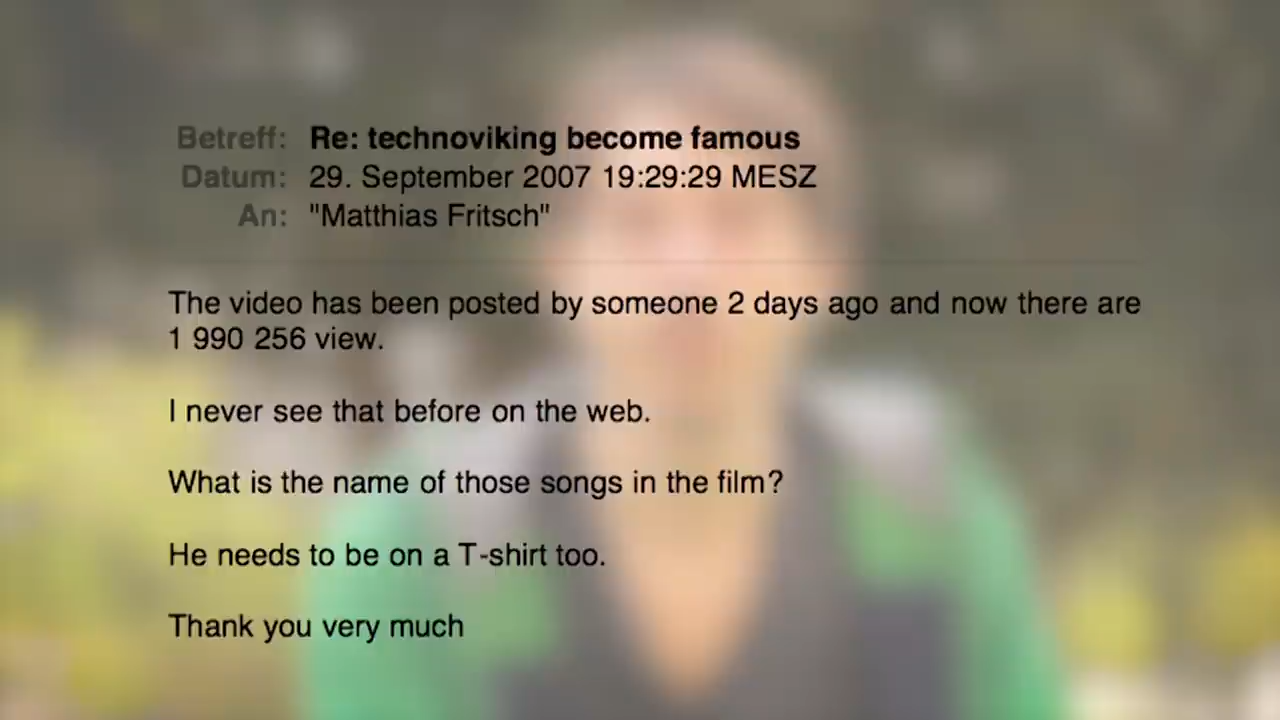 Betreff: Re: technoviking become famous
Datum: 29. September 2007 19:29:29 MESZ
An: "Matthias Fritsch"
The video has been posted by someone 2 days ago and now there are
1 990 256 view.
I never see that before on the web.
What is the name of those songs in the film?
He needs to be on a T-shirt too.
Thank you very much